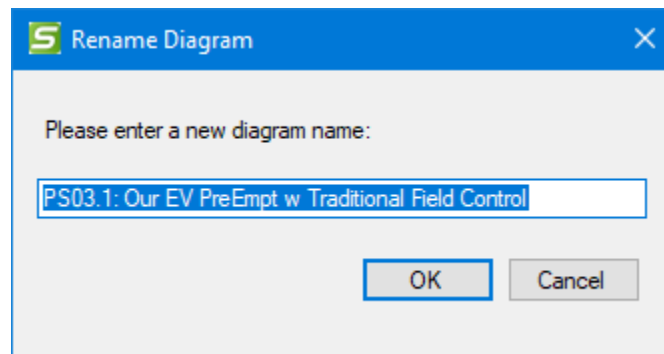 S Rename Diagram
Please enter a new diagram name:
PS03.1: Our EV PreEmpt w Traditional Field Control
OK Cancel